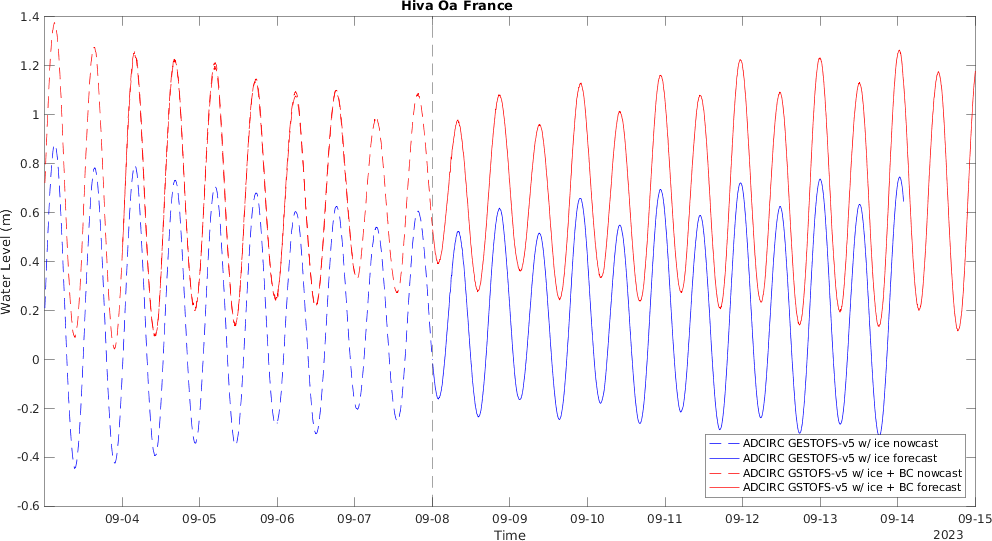 Hiva Oa France
1.4
1.2
1
0.8
0.6
0.4
0.2
0
-0.2
-0.4
-0.6
Water Level (m)
ADCIRC GESTOFS-v5 w/ ice nowcast
ADCIRC GESTOFS-v5 w/ ice forecast
ADCIRC GSTOFS-v5 w/ ice + BC nowcast
ADCIRC GSTOFS-v5 w/ ice + BC forecast
09-04 09-05 09-06 09-07 09-08 09-09 09-10 09-11 09-12 09-13 09-14 09-15
Time
2023